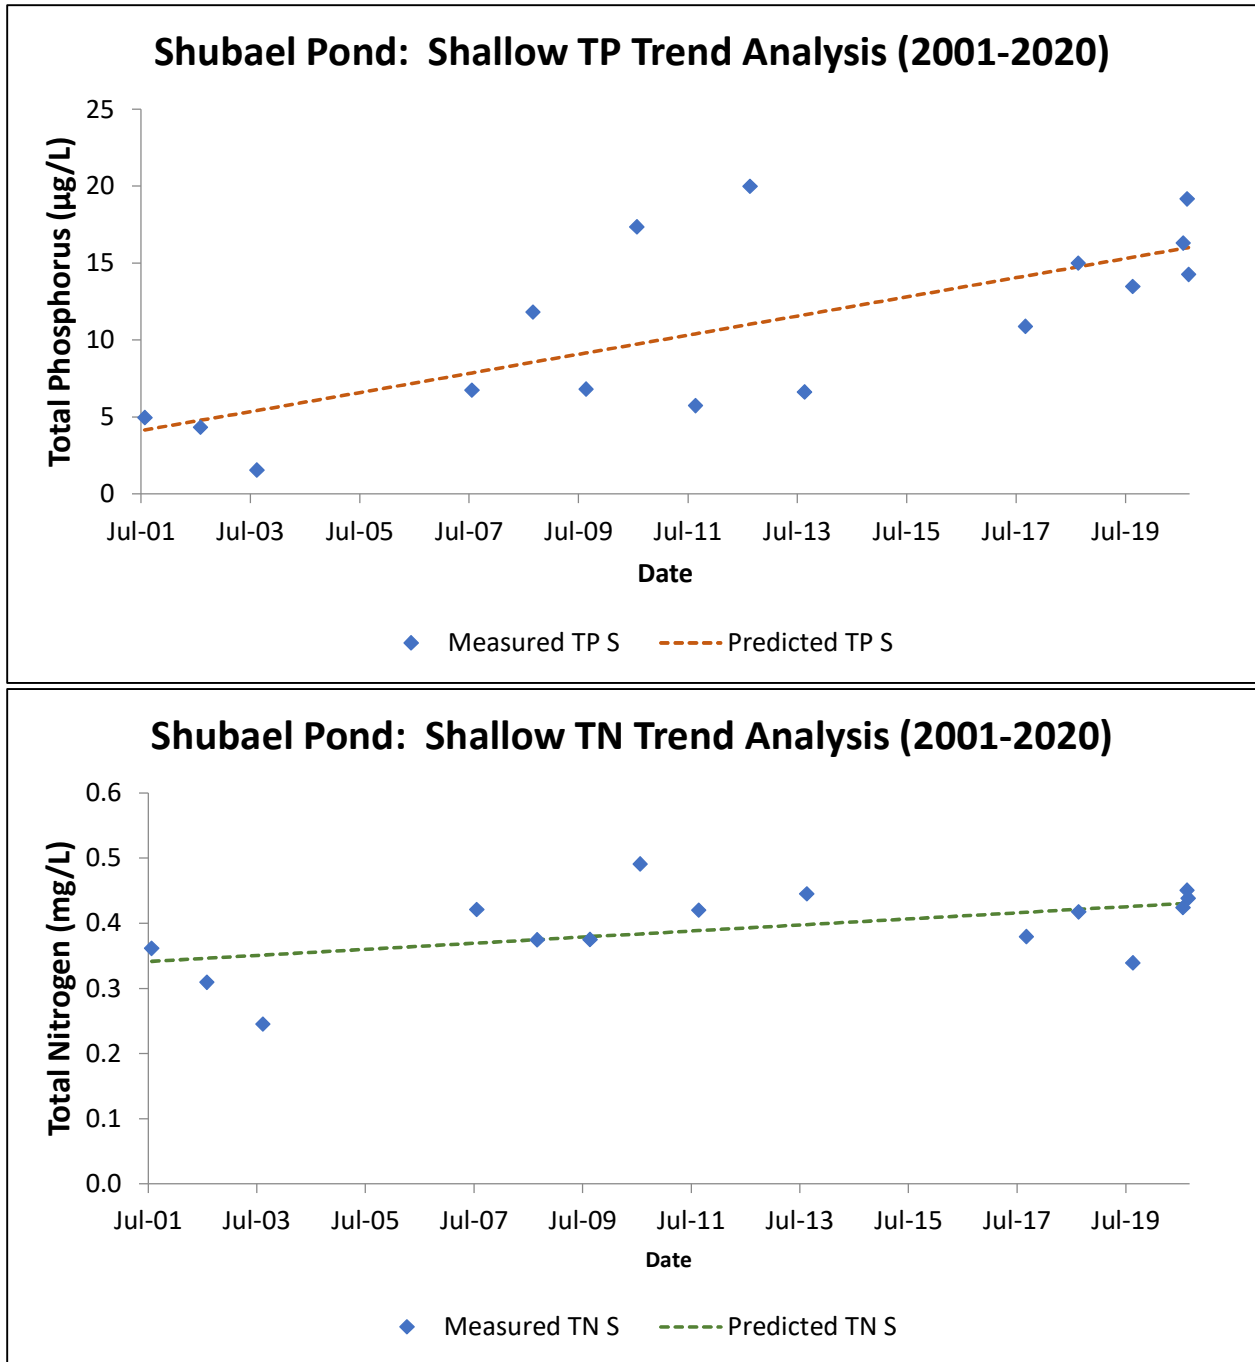 Shubael Pond:  Shallow TP Trend Analysis (2001-2020)
Total Phosphorus (µg/L)
25
20
15
10
5
0
Jul-01 Jul-03 Jul-05 Jul-07 Jul-09 Jul-11 Jul-13 Jul-15 Jul-17 Jul-19
Date
Measured TP S Predicted TP S
Shubael Pond:  Shallow TN Trend Analysis (2001-2020)
Total Nitrogen (mg/L)
0.6
0.5
0.4
0.3
0.2
0.1
0.0
Jul-01 Jul-03 Jul-05 Jul-07 Jul-09 Jul-11 Jul-13 Jul-15 Jul-17 Jul-19
Date
Measured TN S Predicted TN S